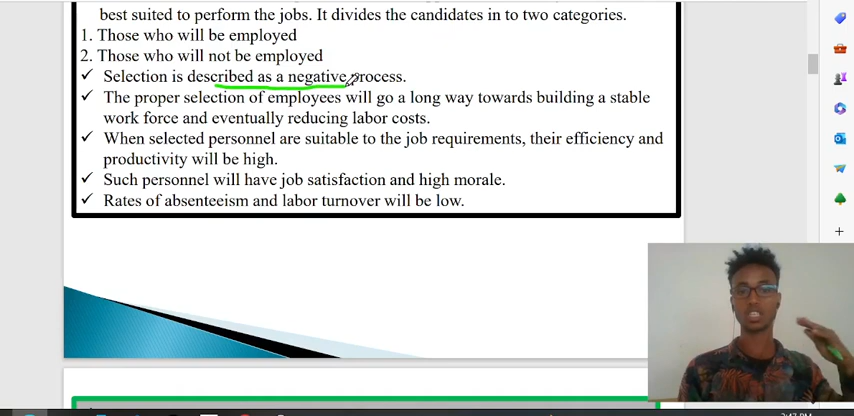 best suited to perform the jobs. It divides the candidates in to two categories.
1. Those who will be employed
2. Those who will not be employed
✓ Selection is described as a negative process.
✓ The proper selection of employees will go a long way towards building a stable
work force and eventually reducing labor costs.
✓ When selected personnel are suitable to the job requirements, their efficiency and
productivity will be high.
✓ Such personnel will have job satisfaction and high morale.
✓ Rates of absenteeism and labor turnover will be low.